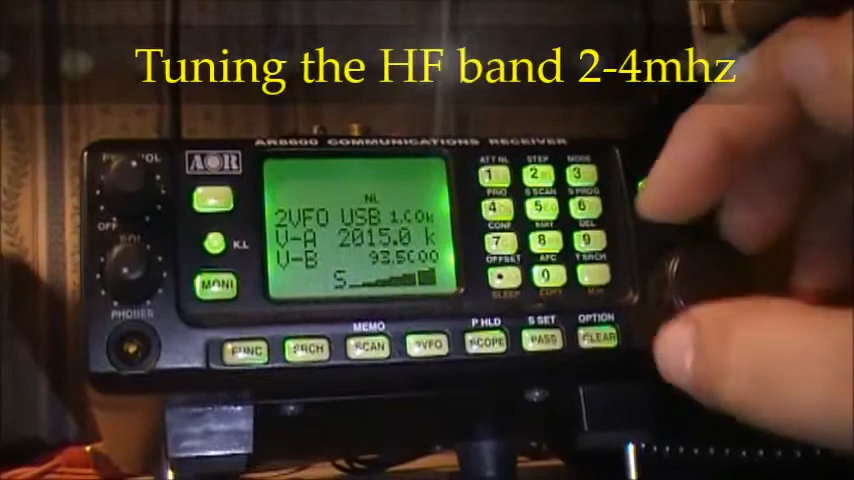 Tuning the HF band 2-4mhz
AR8600 COMMUNICATIONS RECEIVER
AOR
NL
2VFO USB 1.00k
V-A 2015.0 k
V-B 93.5000
S
OFF
K.L
MONI
PHONES
ATT NL STEP MODE
1 2 3
PRIO S SCAN S PROG
4 5 6
CONF EDIT DEL
7 8 9
OFFSET AFC T SRCH
0
SLEEP COPY
MEMO P HLD S SET OPTION
FUNC SRCH SCAN 2VFO SCOPE PASS CLEAR